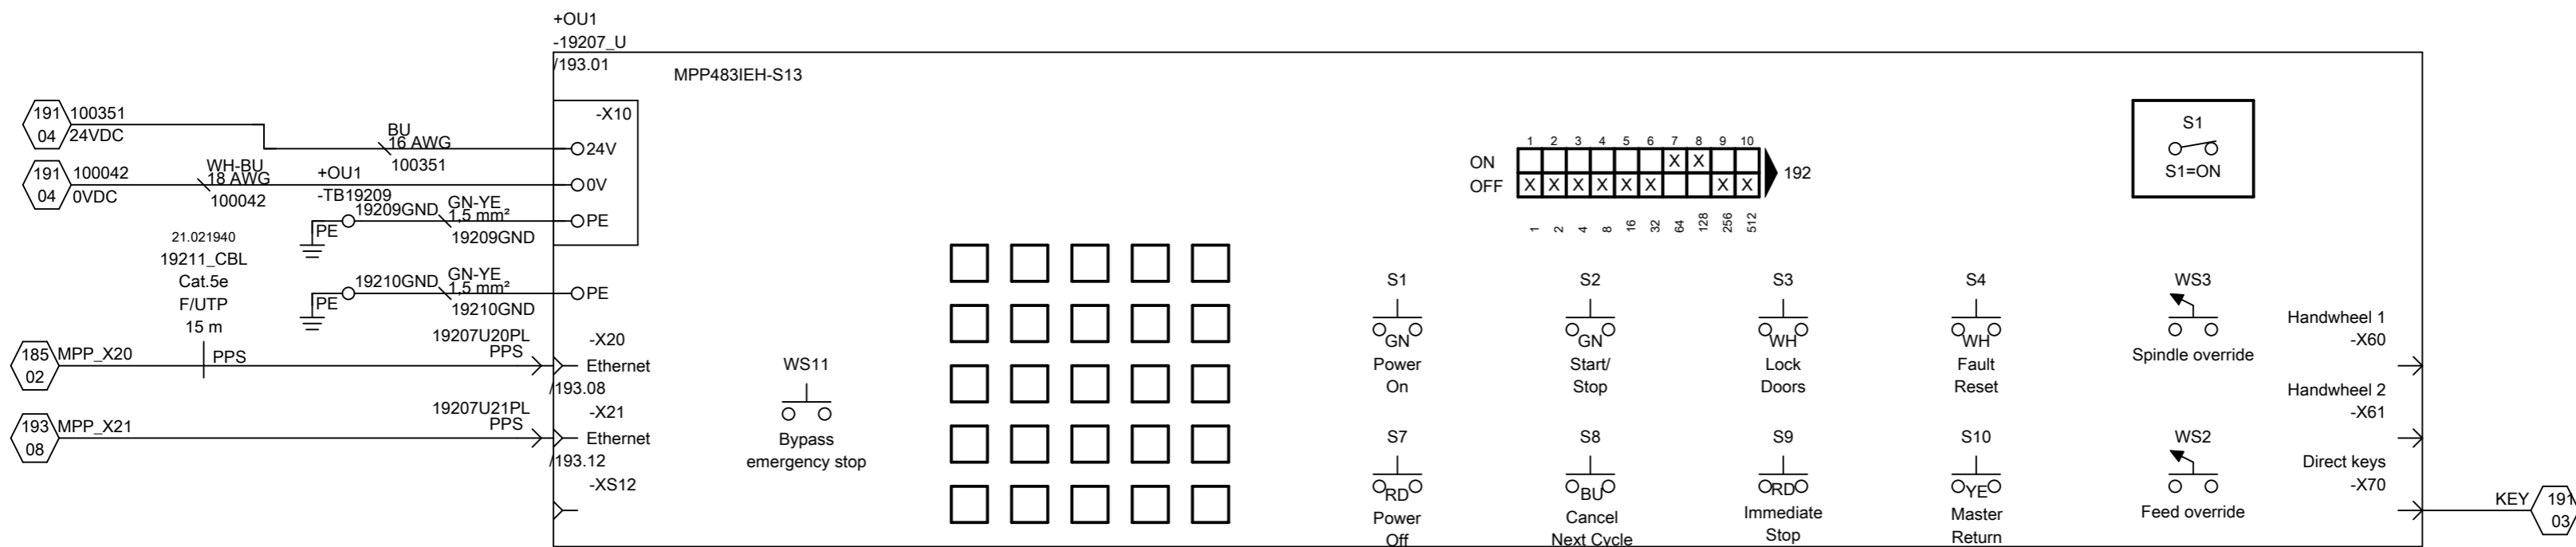 +OU1
-19207_U
/193.01
MPP483IEH-S13
191
04
100351
24VDC
BU
16 AWG
100351
-X10
24V
191
04
100042
0VDC
WH-BU
18 AWG
100042
+OU1
-TB19209
0V
PE
19209GND
GN-YE
1,5 mm²
19209GND
PE
21.021940
19211_CBL
Cat.5e
F/UTP
15 m
PE
19210GND
GN-YE
1,5 mm²
19210GND
PE
185
02
MPP_X20
PPS
19207U20PL
PPS
-X20
Ethernet
/193.08
193
08
MPP_X21
19207U21PL
PPS
-X21
Ethernet
/193.12
-XS12
WS11
Bypass
emergency stop
1 2 3 4 5 6 7 8 9 10
ON X X
OFF X X X X X X X X
192
1 2 4 8 16 32 64 128 256 512
S1
S1=ON
S1
GN
Power
On
S2
GN
Start/
Stop
S3
WH
Lock
Doors
S4
WH
Fault
Reset
WS3
Spindle override
S7
RD
Power
Off
S8
BU
Cancel
Next Cycle
S9
RD
Immediate
Stop
S10
YE
Master
Return
WS2
Feed override
Handwheel 1
-X60
Handwheel 2
-X61
Direct keys
-X70
KEY
191
03